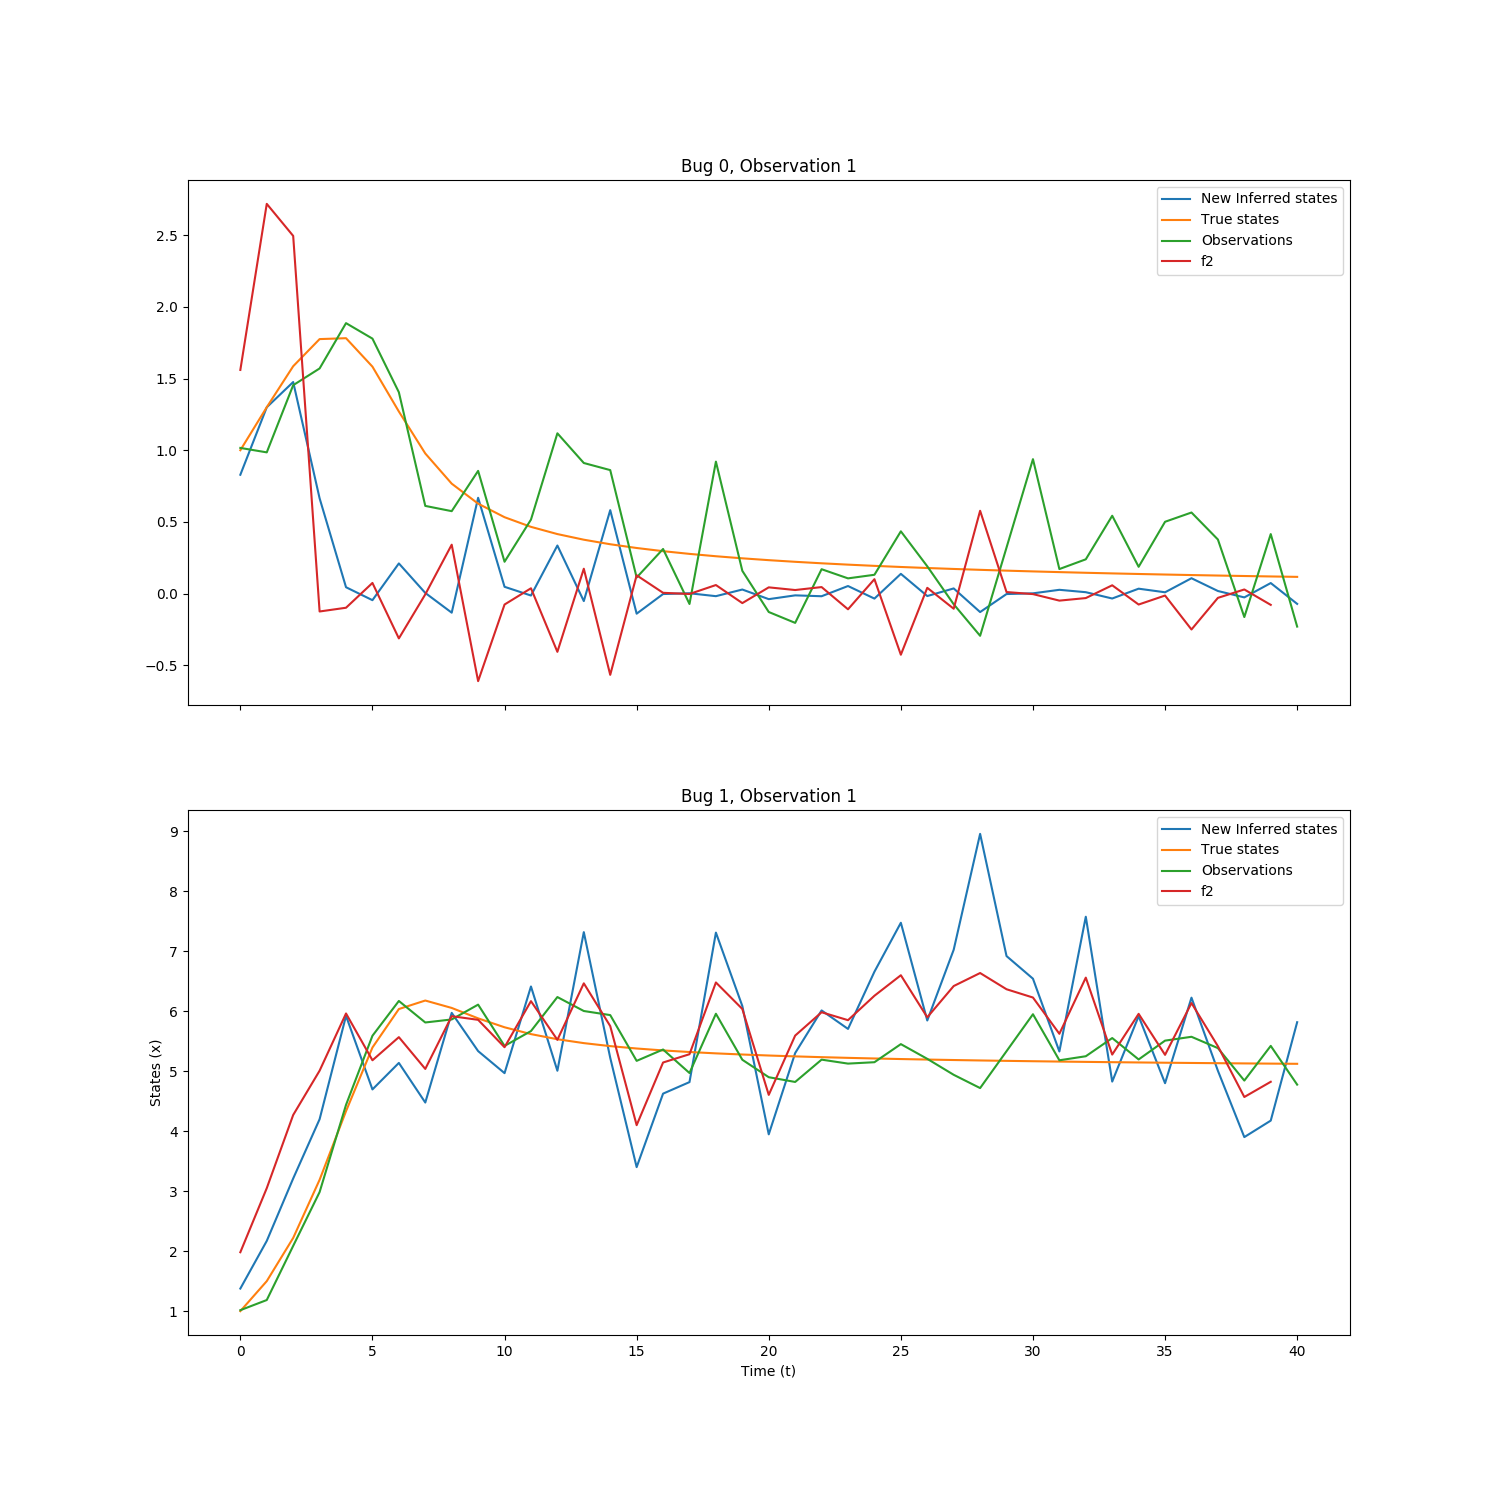 Bug 0, Observation 1
New Inferred states
True states
Observations
f2
2.5
2.0
1.5
1.0
0.5
0.0
−0.5
Bug 1, Observation 1
New Inferred states
True states
Observations
f2
9
8
7
6
5
4
3
2
1
States (x)
0 5 10 15 20 25 30 35 40
Time (t)